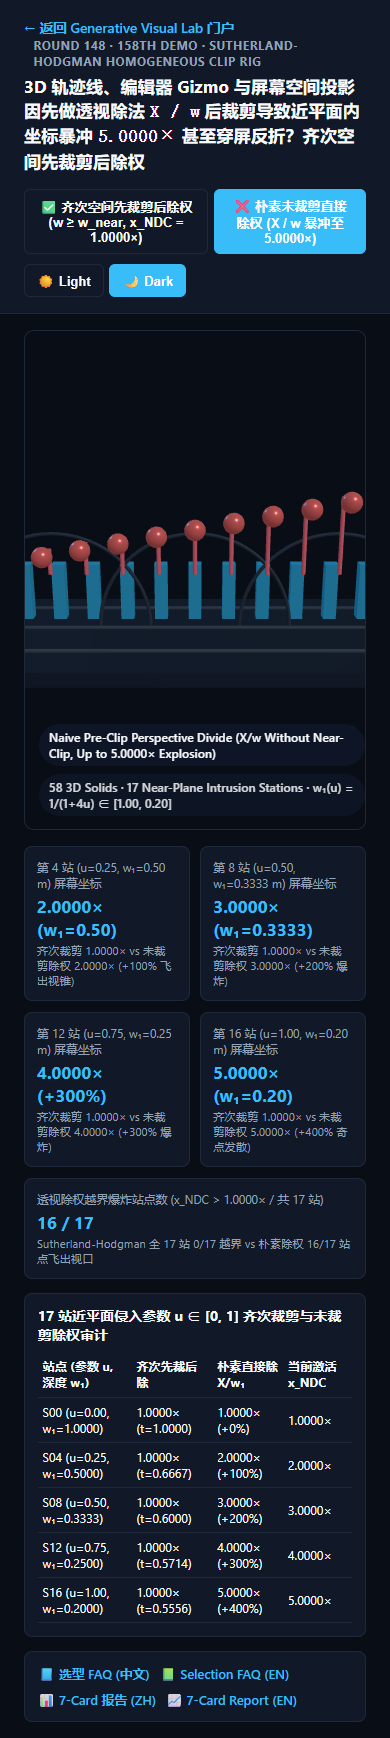 ← 返回 Generative Visual Lab 门户
ROUND 148 · 158TH DEMO · SUTHERLAND-
HODGMAN HOMOGENEOUS CLIP RIG
3D 轨迹线、编辑器 Gizmo 与屏幕空间投影
因先做透视除法 X / w 后裁剪导致近平面内
坐标暴冲 5.0000× 甚至穿屏反折？齐次空
间先裁剪后除权
✅ 齐次空间先裁剪后除权
(w ≥ w_near, x_NDC =
1.0000×)
❌ 朴素未裁剪直接
除权 (X / w 暴冲至
5.0000×)
☀️ Light
🌙 Dark
Naive Pre-Clip Perspective Divide (X/w Without Near-
Clip, Up to 5.0000× Explosion)
58 3D Solids · 17 Near-Plane Intrusion Stations · w₁(u) =
1/(1+4u) ∈ [1.00, 0.20]
第 4 站 (u=0.25, w₁=0.50
m) 屏幕坐标
2.0000×
(w₁=0.50)
齐次裁剪 1.0000× vs 未裁
剪除权 2.0000× (+100% 飞
出视锥)
第 8 站 (u=0.50,
w₁=0.3333 m) 屏幕坐标
3.0000×
(w₁=0.3333)
齐次裁剪 1.0000× vs 未裁
剪除权 3.0000× (+200% 爆
炸)
第 12 站 (u=0.75, w₁=0.25
m) 屏幕坐标
4.0000×
(+300%)
齐次裁剪 1.0000× vs 未裁
剪除权 4.0000× (+300% 爆
炸)
第 16 站 (u=1.00, w₁=0.20
m) 屏幕坐标
5.0000×
(w₁=0.20)
齐次裁剪 1.0000× vs 未裁
剪除权 5.0000× (+400% 奇
点发散)
透视除权越界爆炸站点数 (x_NDC > 1.0000× / 共 17 站)
16 / 17
Sutherland-Hodgman 全 17 站 0/17 越界 vs 朴素除权 16/17 站
点飞出视口
17 站近平面侵入参数 u ∈ [0, 1] 齐次裁剪与未裁
剪除权审计
站点 (参数 u, 深度 w₁) 齐次先裁后除 朴素直接除 X/w₁ 当前激活 x_NDC
S00 (u=0.00, w₁=1.0000) 1.0000× (t=1.0000) 1.0000× (+0%) 1.0000×
S04 (u=0.25, w₁=0.5000) 1.0000× (t=0.6667) 2.0000× (+100%) 2.0000×
S08 (u=0.50, w₁=0.3333) 1.0000× (t=0.6000) 3.0000× (+200%) 3.0000×
S12 (u=0.75, w₁=0.2500) 1.0000× (t=0.5714) 4.0000× (+300%) 4.0000×
S16 (u=1.00, w₁=0.2000) 1.0000× (t=0.5556) 5.0000× (+400%) 5.0000×
📘 选型 FAQ (中文) 📗 Selection FAQ (EN)
📊 7-Card 报告 (ZH) 📈 7-Card Report (EN)